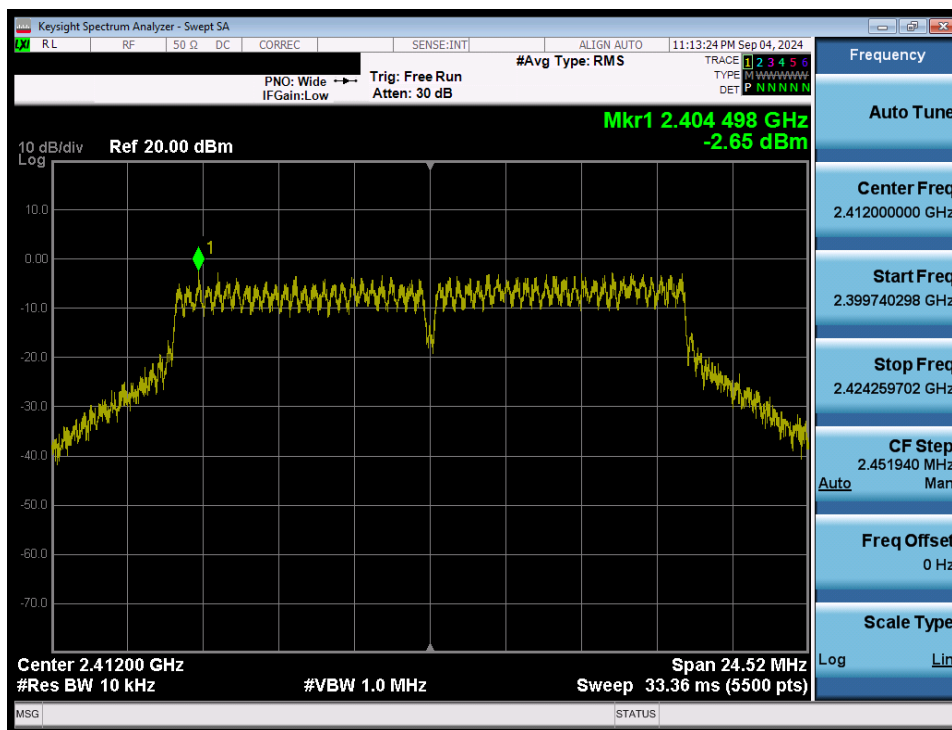 Keysight Spectrum Analyzer - Swept SA
LXI RL RF 50 Ω DC CORREC SENSE:INT ALIGN AUTO 11:13:24 PM Sep 04, 2024
PNO: Wide
IFGain:Low
Trig: Free Run
Atten: 30 dB
#Avg Type: RMS
TRACE 1 2 3 4 5 6
TYPE M WWWWW
DET P N N N N N
Mkr1 2.404 498 GHz
-2.65 dBm
10 dB/div Ref 20.00 dBm
Log
10.0
1
0.00
-10.0
-20.0
-30.0
-40.0
-50.0
-60.0
-70.0
Center 2.41200 GHz Span 24.52 MHz
#Res BW 10 kHz #VBW 1.0 MHz Sweep 33.36 ms (5500 pts)
MSG STATUS
Frequency
Auto Tune
Center Freq
2.412000000 GHz
Start Freq
2.399740298 GHz
Stop Freq
2.424259702 GHz
CF Step
2.451940 MHz
Auto Man
Freq Offset
0 Hz
Scale Type
Log Lin